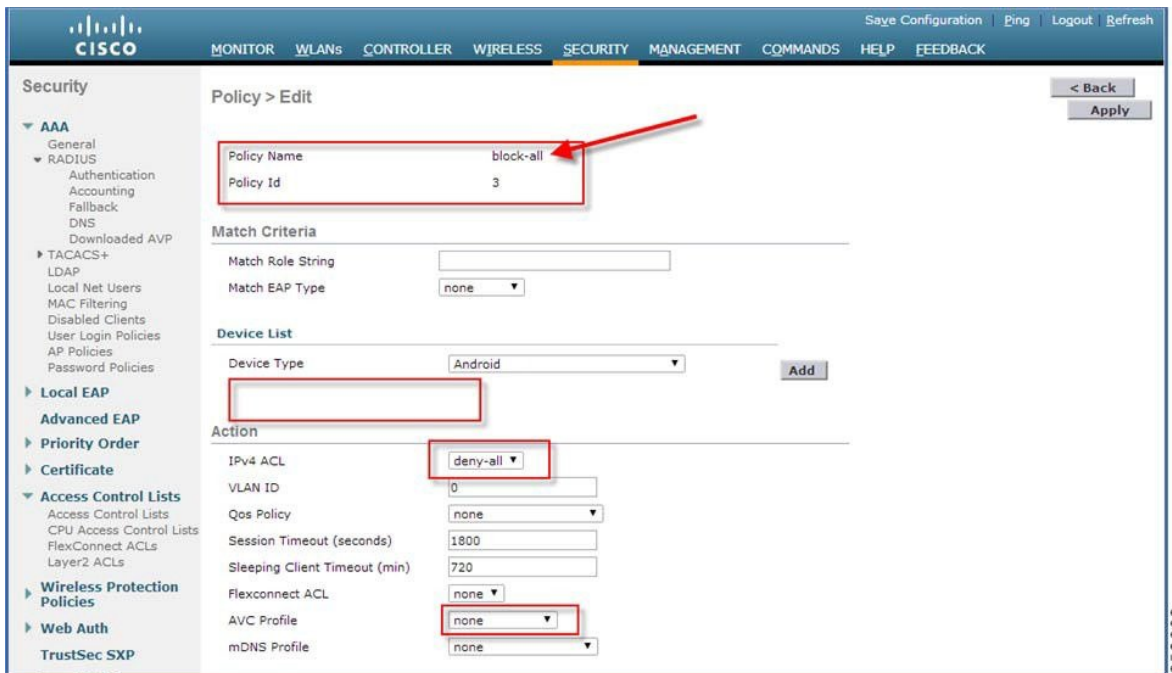 Save Configuration | Ping | Logout | Refresh
CISCO
MONITOR WLANs CONTROLLER WIRELESS SECURITY MANAGEMENT COMMANDS HELP FEEDBACK
Security
AAA
General
RADIUS
Authentication
Accounting
Fallback
DNS
Downloaded AVP
TACACS+
LDAP
Local Net Users
MAC Filtering
Disabled Clients
User Login Policies
AP Policies
Password Policies
Local EAP
Advanced EAP
Priority Order
Certificate
Access Control Lists
Access Control Lists
CPU Access Control Lists
FlexConnect ACLs
Layer2 ACLs
Wireless Protection
Policies
Web Auth
TrustSec SXP
Policy > Edit
< Back
Apply
Policy Name block-all
Policy Id 3
Match Criteria
Match Role String
Match EAP Type none
Device List
Device Type Android Add
Action
IPv4 ACL deny-all
VLAN ID 0
Qos Policy none
Session Timeout (seconds) 1800
Sleeping Client Timeout (min) 720
Flexconnect ACL none
AVC Profile none
mDNS Profile none